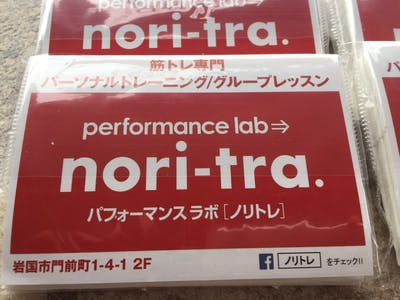 nori-tra.
筋トレ専門
パーソナルトレーニング/グループレッスン
performance lab→
nori-tra.
パフォーマンスラボ[ノリトレ]
岩国市門前町1-4-1 2F
f ノリトレ をチェック!!